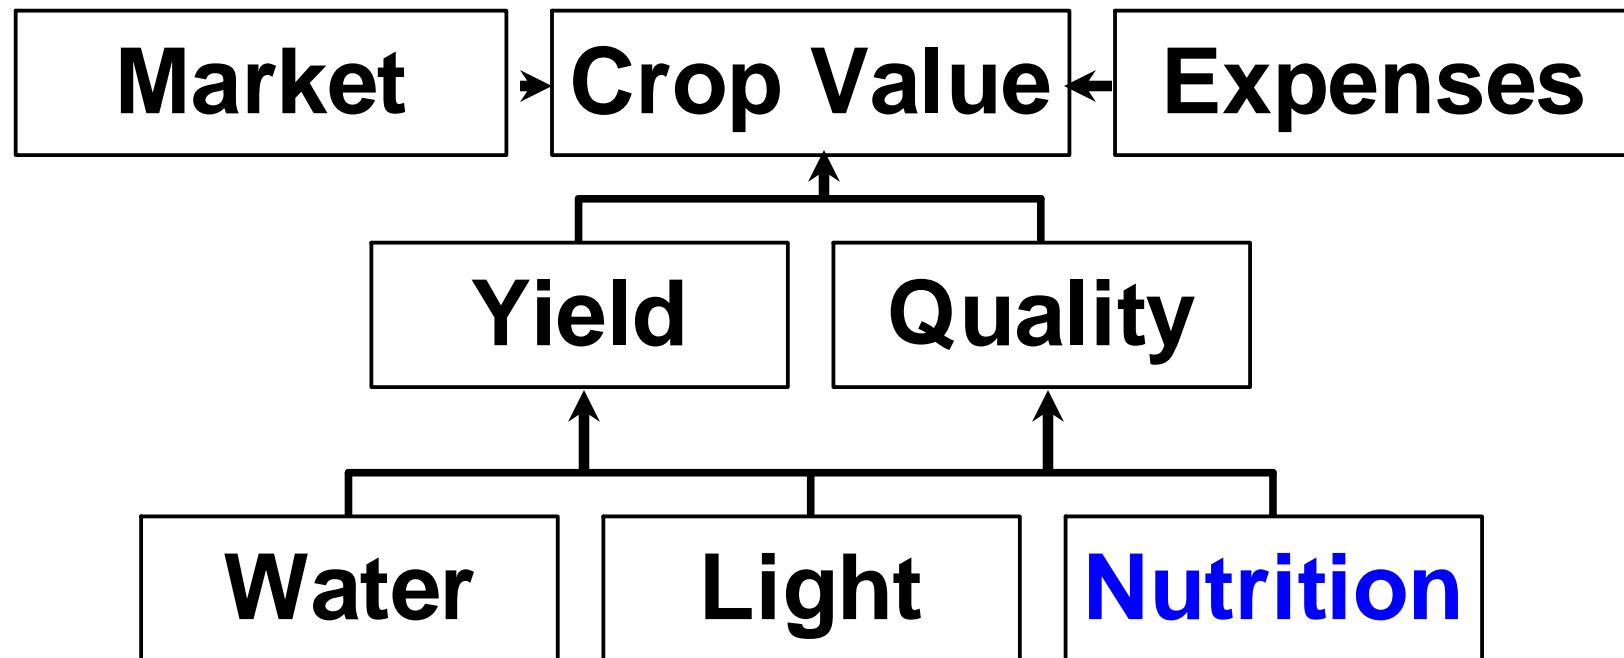 Market
Crop Value
Expenses
Yield
Quality
Water
Light
Nutrition